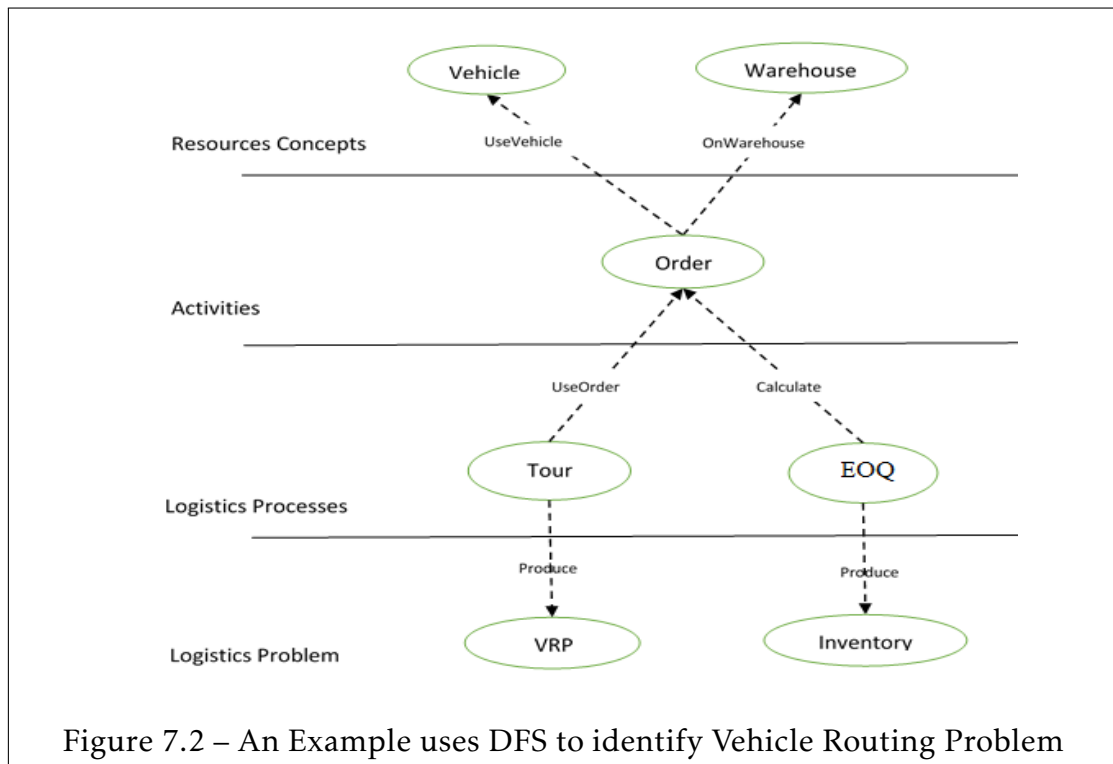 Vehicle
Warehouse
UseVehicle
OnWarehouse
Resources Concepts
Order
Activities
UseOrder
Calculate
Tour
EOQ
Logistics Processes
Produce
Produce
VRP
Inventory
Logistics Problem
Figure 7.2 – An Example uses DFS to identify Vehicle Routing Problem